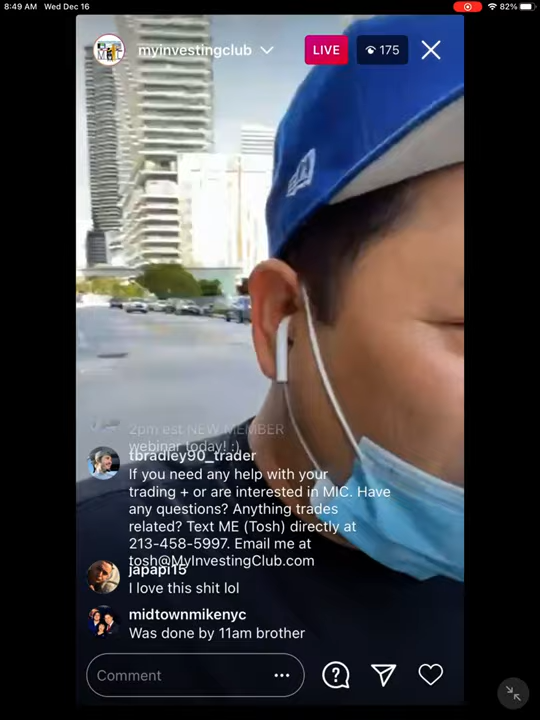 8:49 AM Wed Dec 16
82%
myinvestingclub
LIVE
175
2pm est NEW MEMBER
webinar today! :)
tbradley90_trader
If you need any help with your
trading + or are interested in MIC. Have
any questions? Anything trades
related? Text ME (Tosh) directly at
213-458-5997. Email me at
tosh@MyInvestingClub.com
japapi15
I love this shit lol
midtownmikenyc
Was done by 11am brother
Comment